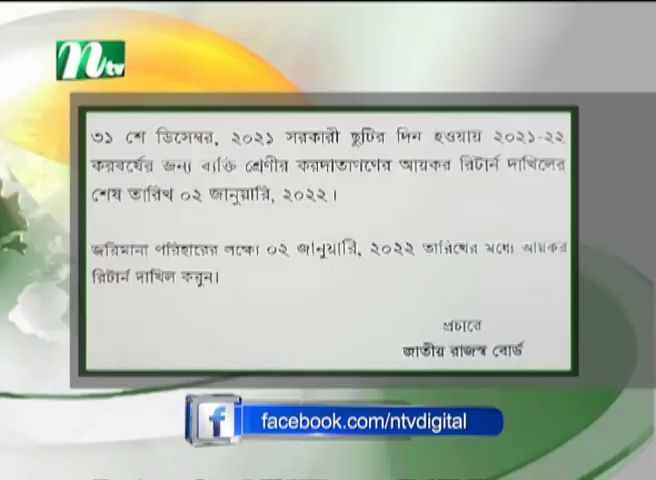 ntv
৩১ শে ডিসেম্বর, ২০২১ সরকারী ছুটির দিন হওয়ায় ২০২১-২২
করবর্ষের জন্য ব্যক্তি শ্রেণীর করদাতাগণের আয়কর রিটার্ন দাখিলের
শেষ তারিখ ০২ জানুয়ারি, ২০২২।
জরিমানা পরিহারের লক্ষ্যে ০২ জানুয়ারি, ২০২২ তারিখের মধ্যে আয়কর
রিটার্ন দাখিল করুন।
প্রচারে
জাতীয় রাজস্ব বোর্ড
f facebook.com/ntvdigital